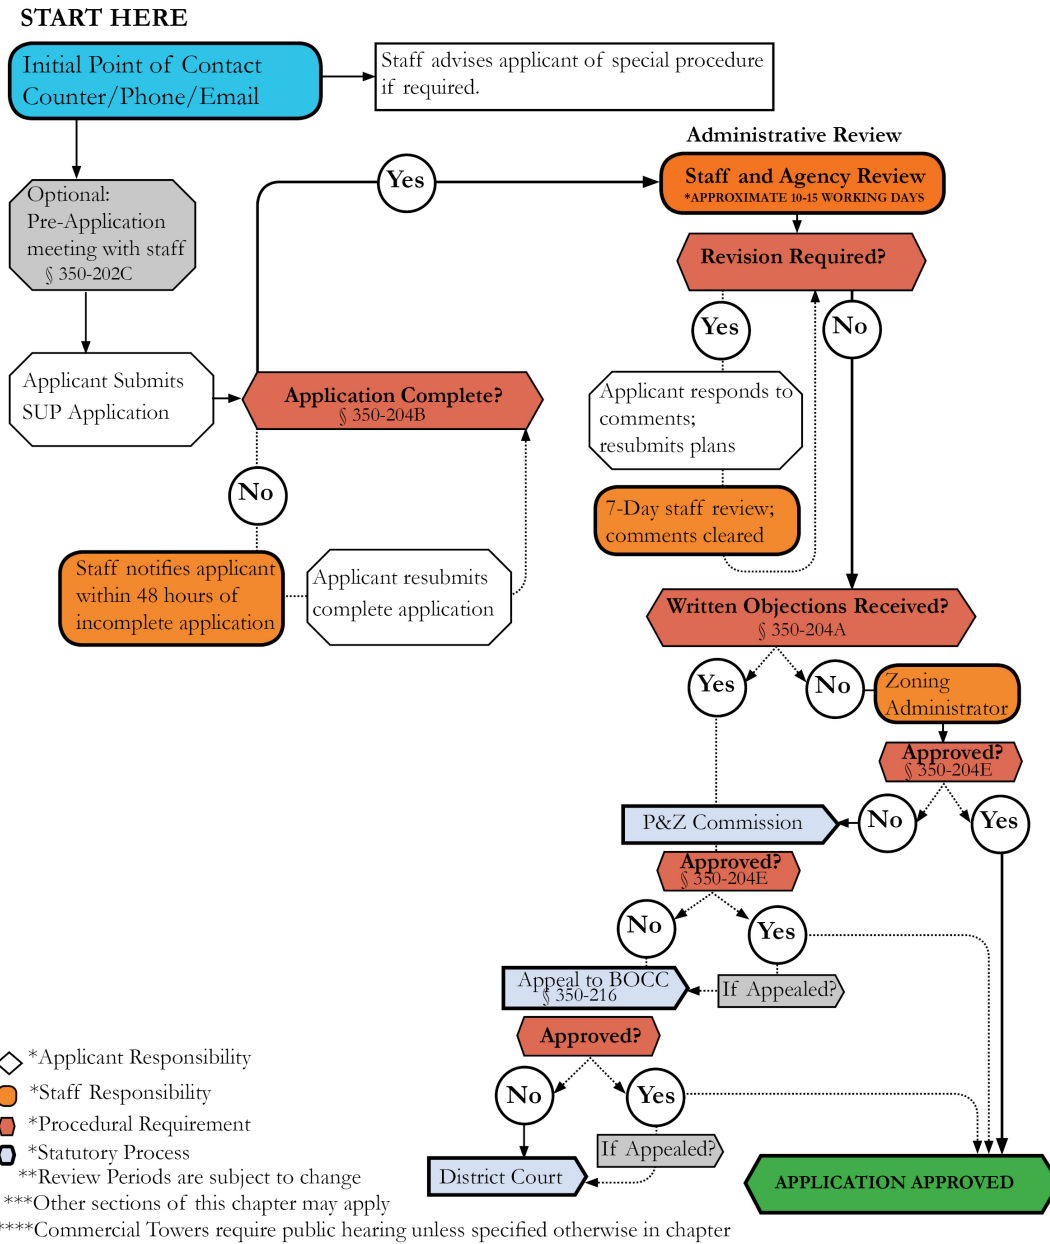 START HERE
Initial Point of Contact
Counter/Phone/Email
Staff advises applicant of special procedure
if required.
Administrative Review
Yes
Staff and Agency Review
*APPROXIMATE 10-15 WORKING DAYS
Optional:
Pre-Application
meeting with staff
§ 350-202C
Revision Required?
Yes
No
Applicant Submits
SUP Application
Application Complete?
§ 350-204B
Applicant responds to
comments;
resubmits plans
No
7-Day staff review;
comments cleared
Staff notifies applicant
within 48 hours of
incomplete application
Applicant resubmits
complete application
Written Objections Received?
§ 350-204A
Yes
No
Zoning
Administrator
Approved?
§ 350-204E
No
Yes
P&Z Commission
Approved?
§ 350-204E
No
Yes
Appeal to BOCC
§ 350-216
If Appealed?
Approved?
No
Yes
If Appealed?
District Court
APPLICATION APPROVED
*Applicant Responsibility
*Staff Responsibility
*Procedural Requirement
*Statutory Process
**Review Periods are subject to change
***Other sections of this chapter may apply
****Commercial Towers require public hearing unless specified otherwise in chapter